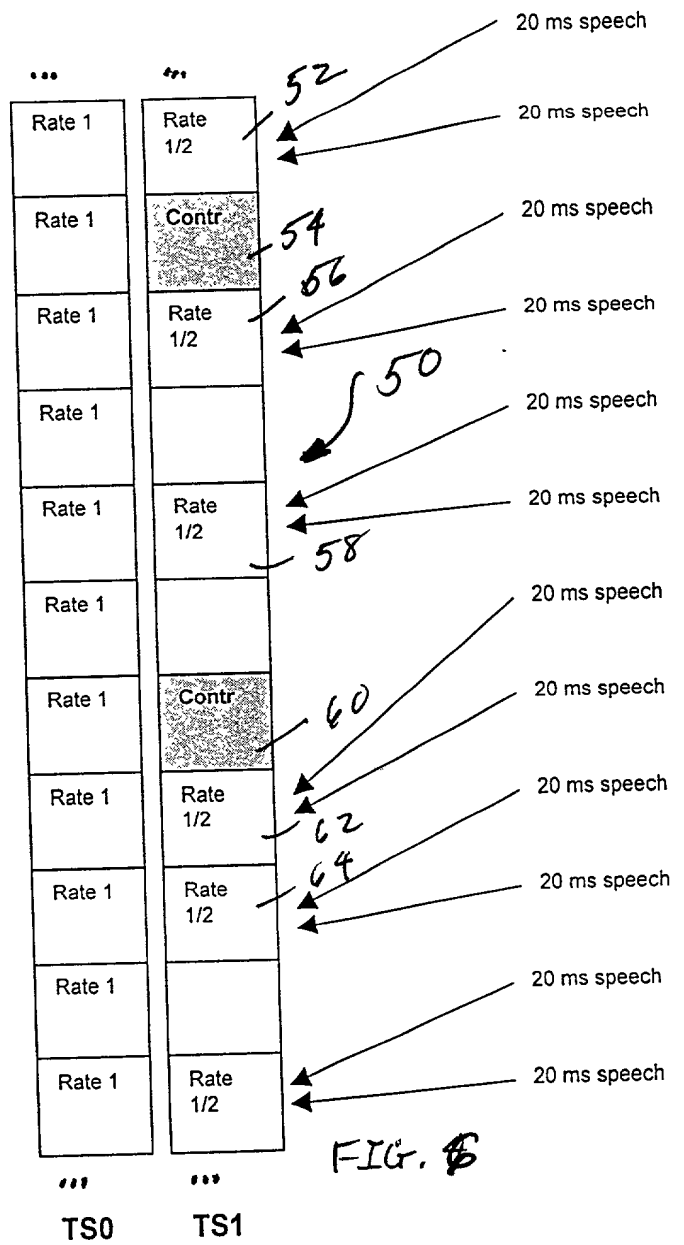 20 ms speech
... ...
52
Rate 1 Rate 1/2 20 ms speech
Rate 1 Contr 54 20 ms speech
56
Rate 1 Rate 1/2 20 ms speech
50
Rate 1 20 ms speech
Rate 1 Rate 1/2 20 ms speech
58
Rate 1 20 ms speech
Rate 1 Contr 60 20 ms speech
Rate 1 Rate 1/2 62 20 ms speech
64
Rate 1 Rate 1/2 20 ms speech
Rate 1 20 ms speech
Rate 1 Rate 1/2 20 ms speech
FIG. 6
... ...
TS0 TS1